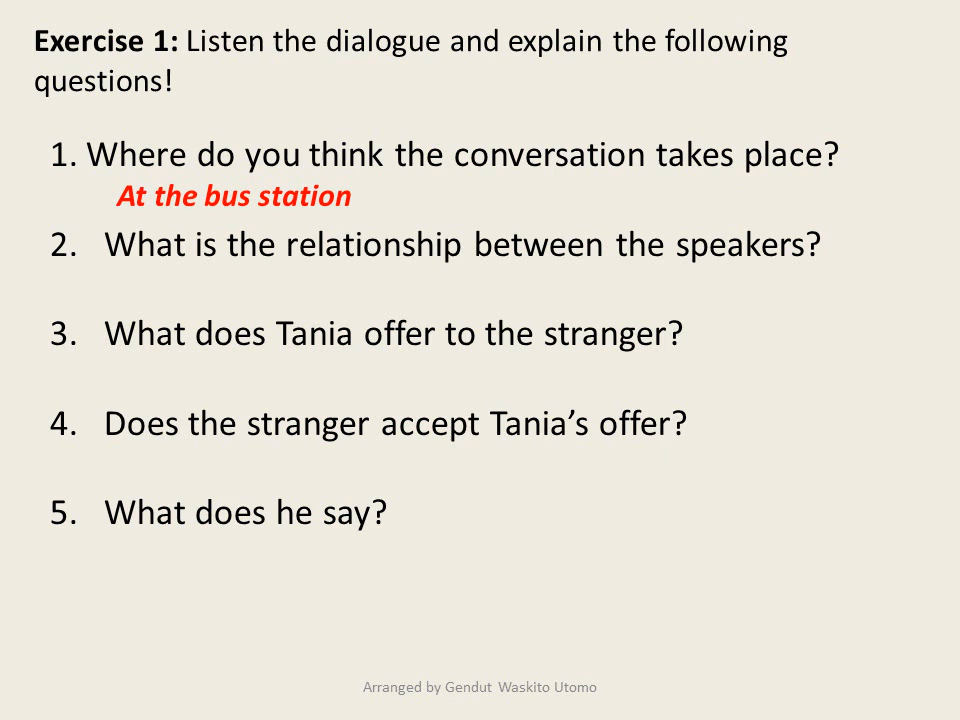 Exercise 1: Listen the dialogue and explain the following
questions!
1. Where do you think the conversation takes place?
At the bus station
2. What is the relationship between the speakers?
3. What does Tania offer to the stranger?
4. Does the stranger accept Tania’s offer?
5. What does he say?
Arranged by Gendut Waskito Utomo